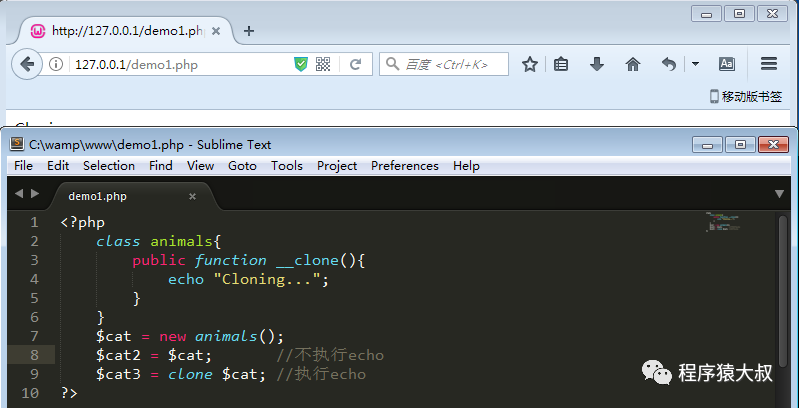 http://127.0.0.1/demo1.php
127.0.0.1/demo1.php
百度 <Ctrl+K>
移动版书签
C:\wamp\www\demo1.php - Sublime Text
File Edit Selection Find View Goto Tools Project Preferences Help
demo1.php
1 <?php
2 class animals{
3 public function __clone(){
4 echo "Cloning...";
5 }
6 }
7 $cat = new animals();
8 $cat2 = $cat; //不执行echo
9 $cat3 = clone $cat; //执行echo
10 ?>
程序猿大叔